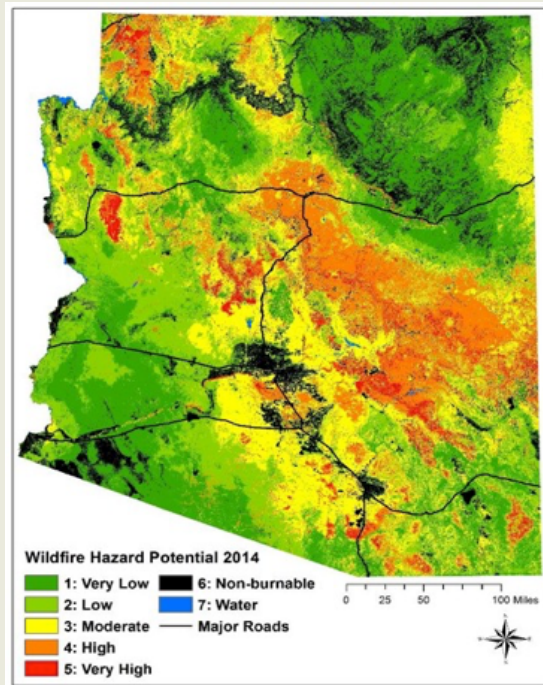 Wildfire Hazard Potential 2014
1: Very Low
2: Low
3: Moderate
4: High
5: Very High
6: Non-burnable
7: Water
Major Roads
0 25 50 100 Miles